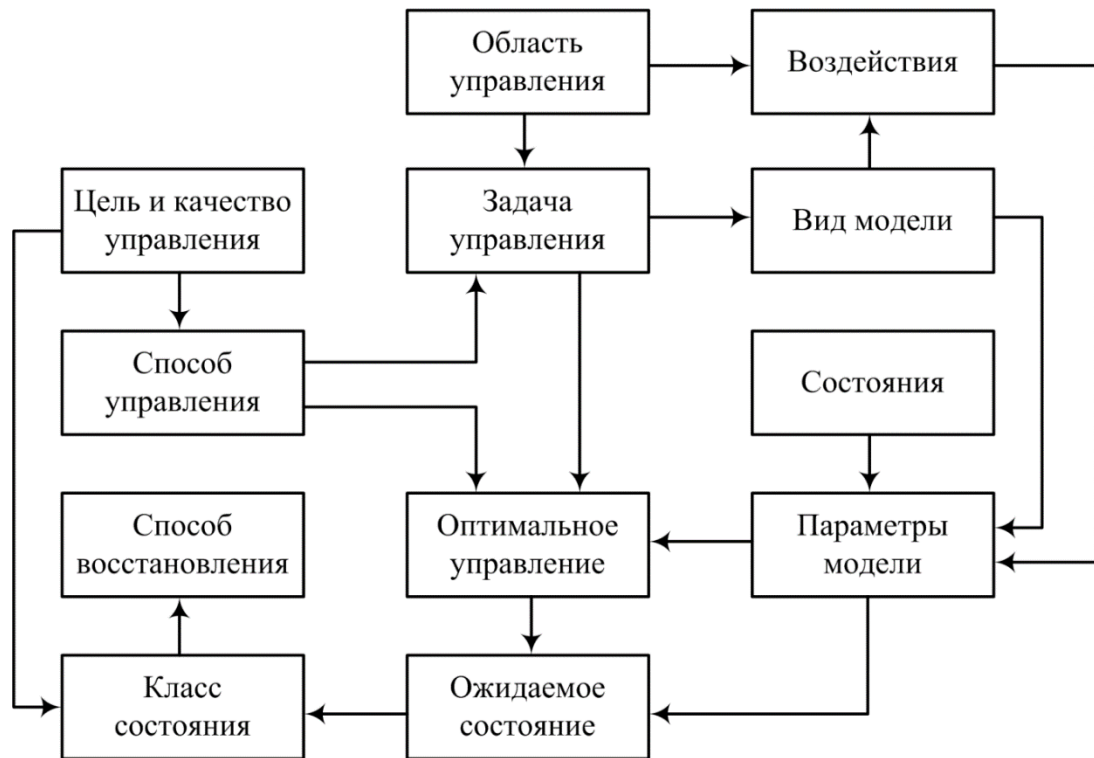 Область
управления
Воздействия
Цель и качество
управления
Задача
управления
Вид модели
Способ
управления
Состояния
Способ
восстановления
Оптимальное
управление
Параметры
модели
Класс
состояния
Ожидаемое
состояние